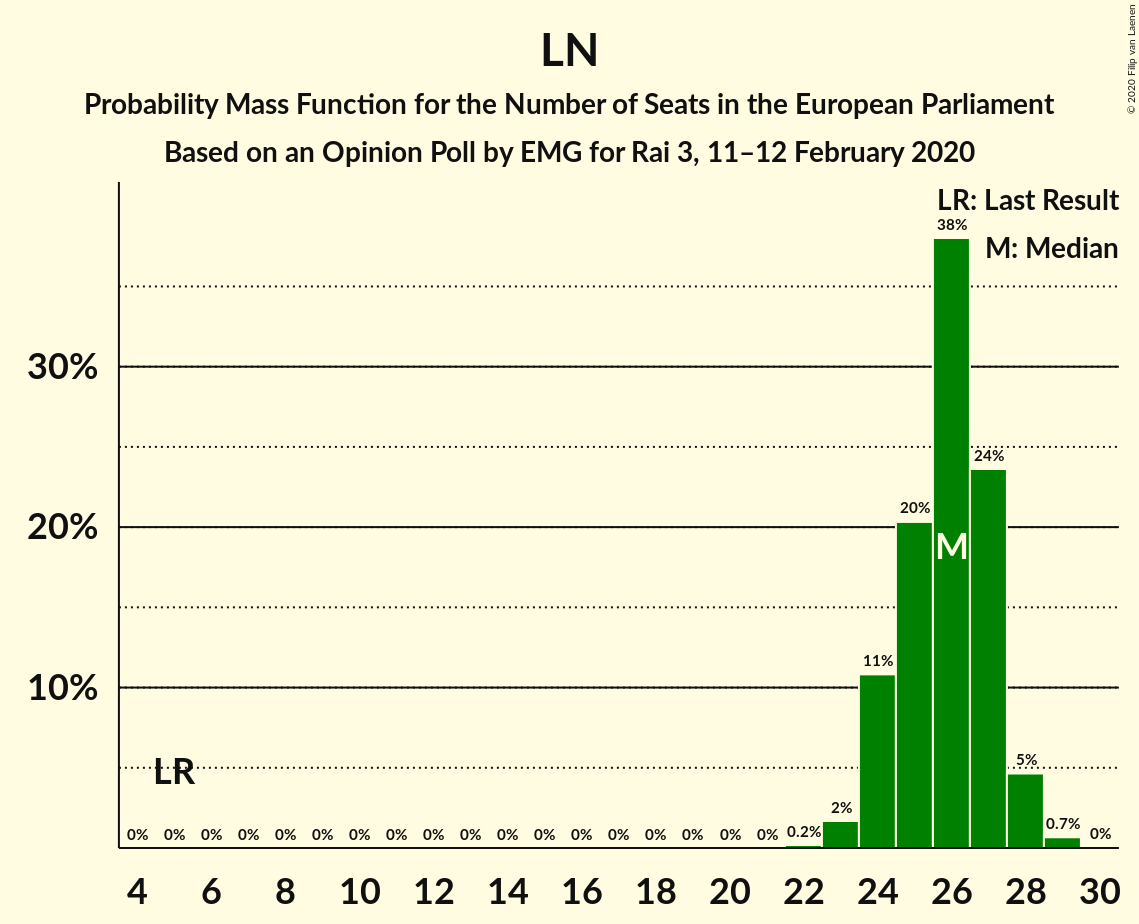 © 2020 Filip van Laenen
LN
Probability Mass Function for the Number of Seats in the European Parliament
Based on an Opinion Poll by EMG for Rai 3, 11–12 February 2020
LR: Last Result
M: Median
38%
30%
24%
20%
20%
M
11%
10%
LR
5%
2%
0% 0% 0% 0% 0% 0% 0% 0% 0% 0% 0% 0% 0% 0% 0% 0% 0% 0% 0.2% 0.7% 0%
4 6 8 10 12 14 16 18 20 22 24 26 28 30